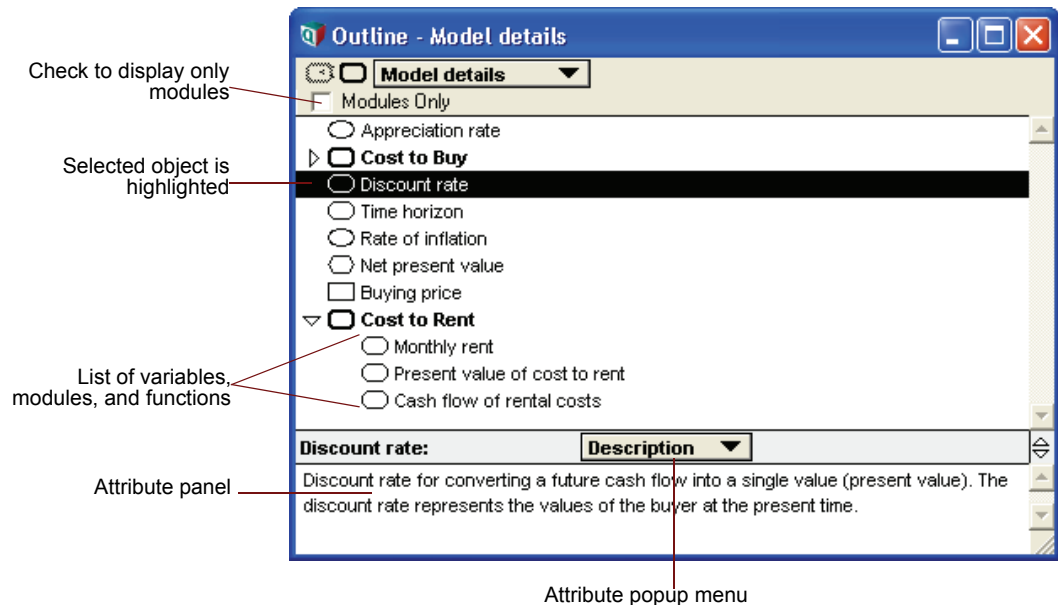 Outline - Model details
Check to display only
modules
Model details
Modules Only
Appreciation rate
Cost to Buy
Selected object is
highlighted
Discount rate
Time horizon
Rate of inflation
Net present value
Buying price
Cost to Rent
Monthly rent
List of variables,
modules, and functions
Present value of cost to rent
Cash flow of rental costs
Discount rate:
Description
Attribute panel
Discount rate for converting a future cash flow into a single value (present value). The
discount rate represents the values of the buyer at the present time.
Attribute popup menu